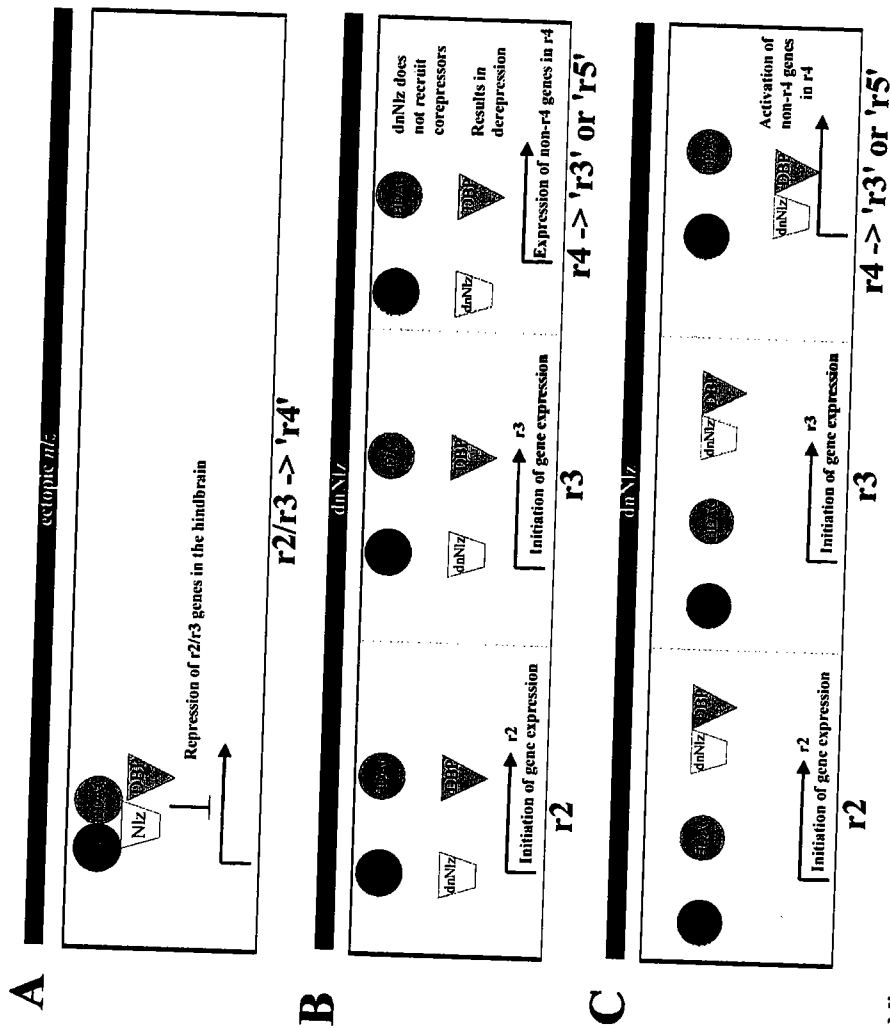 A
ectopic nlz
Nlz
DBP
Repression of r2/r3 genes in the hindbrain
r2/r3 -> 'r4'
B
dnNlz
dnNlz
DBP
r2
Initiation of gene expression
r2
dnNlz
DBP
r3
Initiation of gene expression
r3
dnNlz does
not recruit
corepressors
Results in
derepression
dnNlz
DBP
Expression of non-r4 genes in r4
r4 -> 'r3' or 'r5'
C
dnNlz
dnNlz
DBP
r2
Initiation of gene expression
r2
dnNlz
DBP
r3
Initiation of gene expression
r3
dnNlz
DBP
Activation of
non-r4 genes
in r4
r4 -> 'r3' or 'r5'